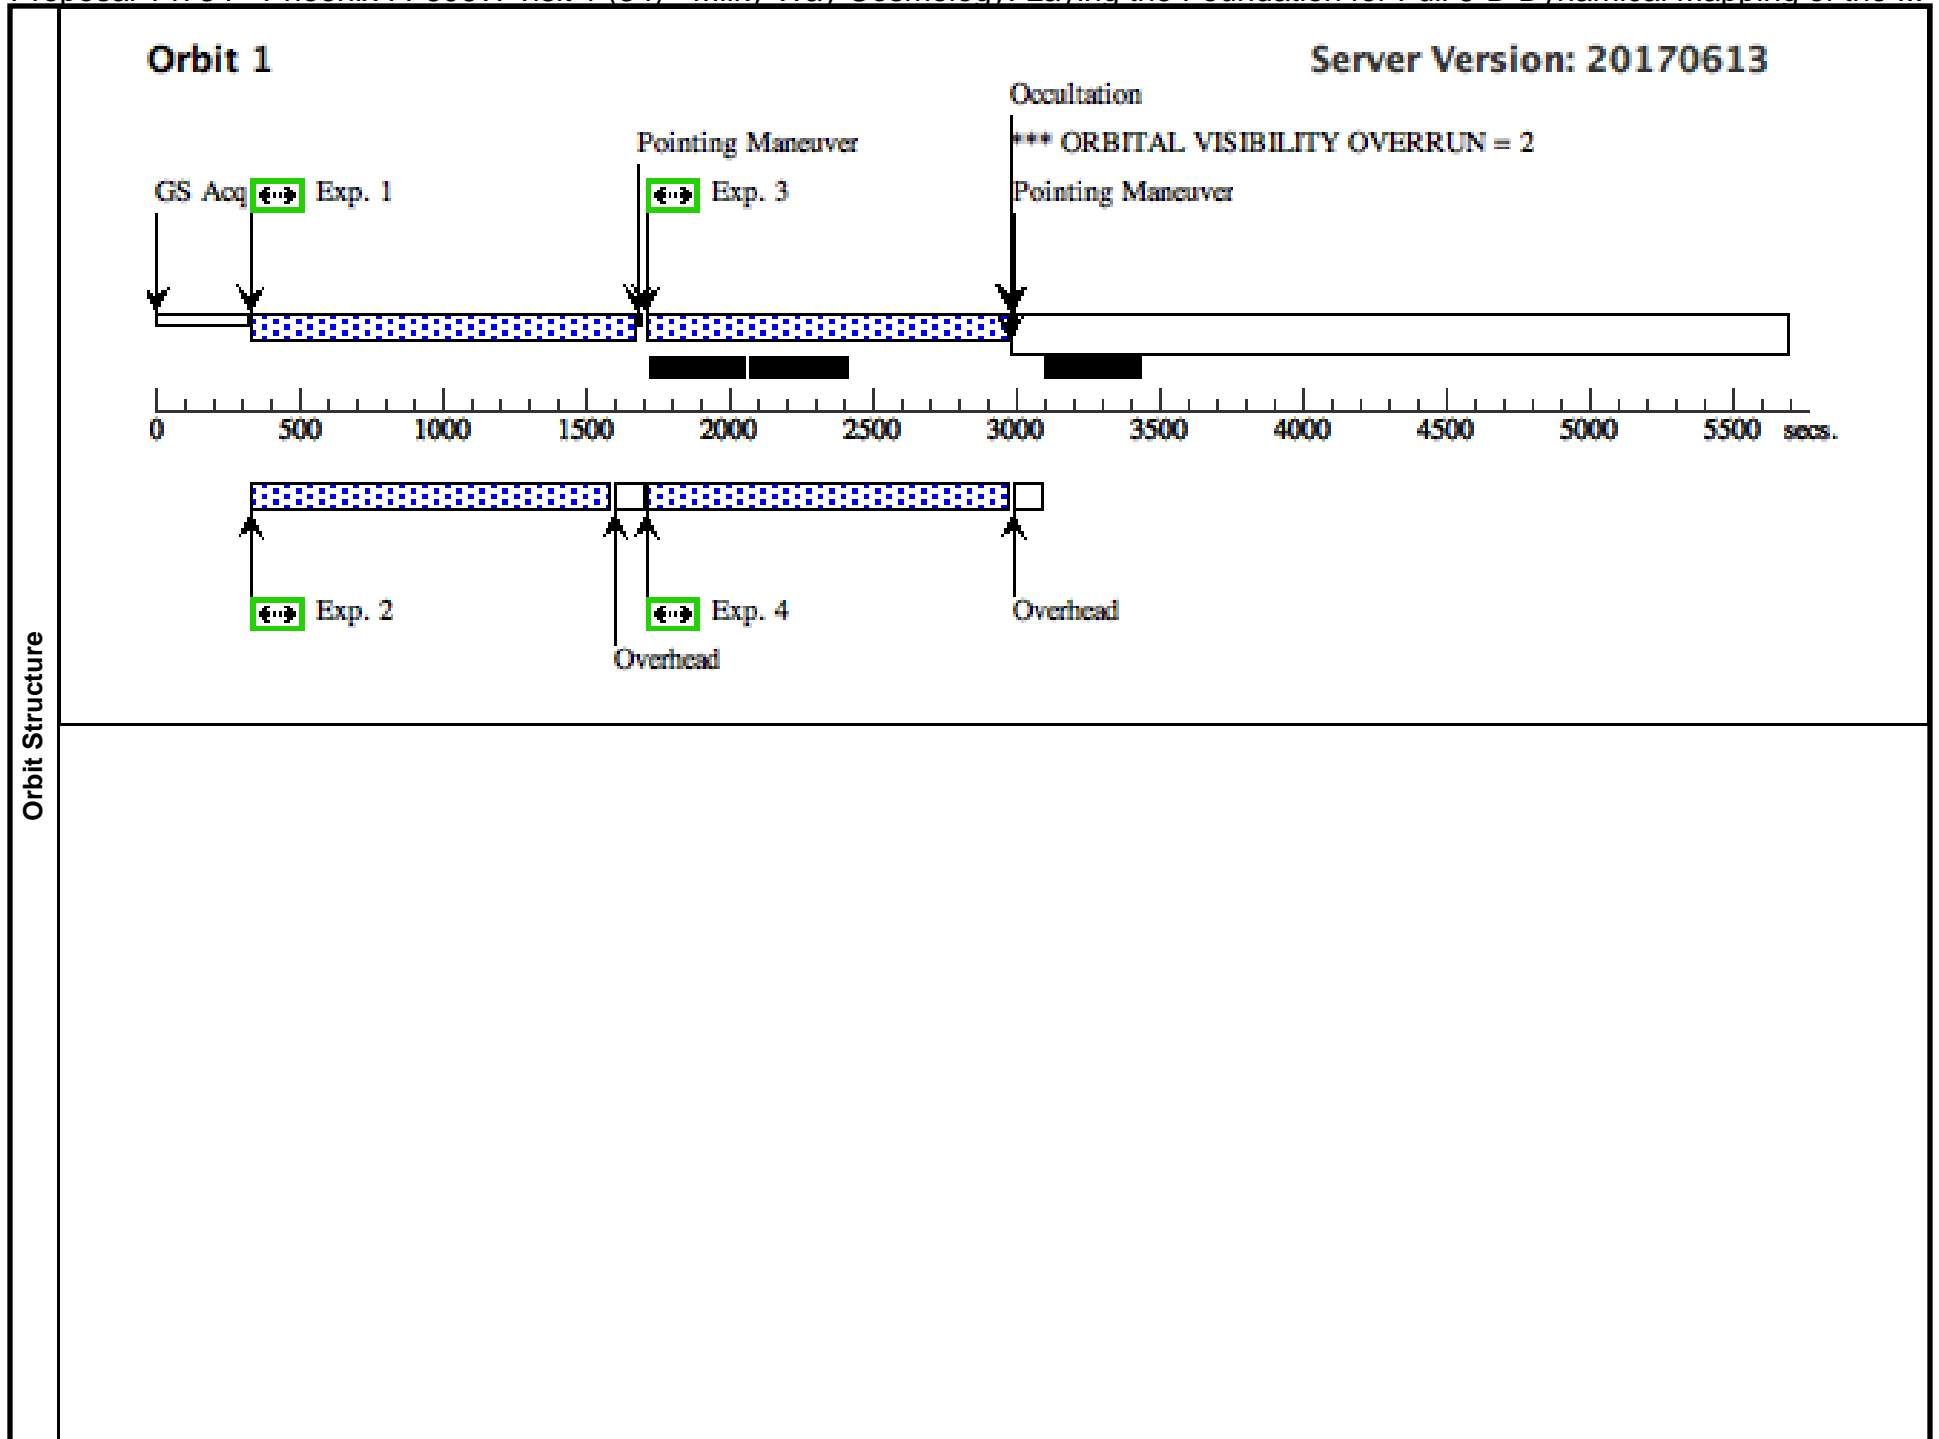 Orbit 1
Server Version: 20170613
Occultation
Pointing Maneuver
*** ORBITAL VISIBILITY OVERRUN = 2
GS Acq
Exp. 1
Exp. 3
Pointing Maneuver
0 500 1000 1500 2000 2500 3000 3500 4000 4500 5000 5500 secs.
Exp. 2
Exp. 4
Overhead
Overhead
Orbit Structure